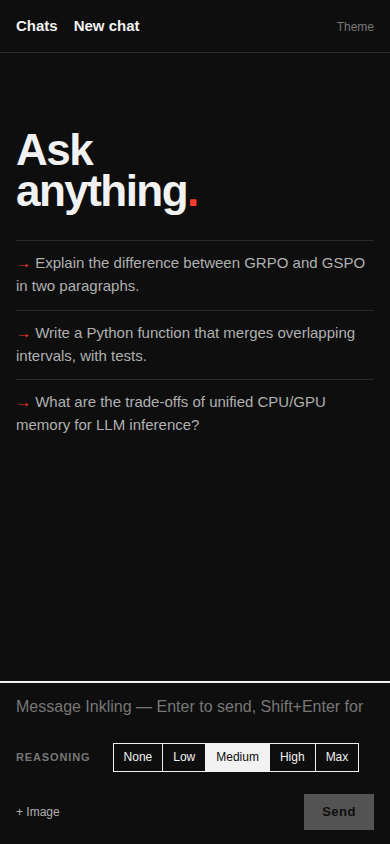 Chats New chat Theme
Ask
anything.
→ Explain the difference between GRPO and GSPO
in two paragraphs.
→ Write a Python function that merges overlapping
intervals, with tests.
→ What are the trade-offs of unified CPU/GPU
memory for LLM inference?
Message Inkling — Enter to send, Shift+Enter for
REASONING None Low Medium High Max
+ Image Send